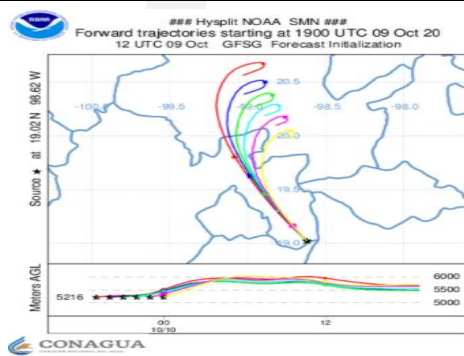 NOAA
### Hysplit NOAA SMN ###
Forward trajectories starting at 1900 UTC 09 Oct 20
12 UTC 09 Oct GFSG Forecast Initialization
Source ★ at 19.02 N 98.62 W
-100.0 -99.5 -99.0 -98.5 -98.0
20.5
20.0
19.5
19.0
Meters AGL
5216
6000
5500
5000
00 12
10/10
CONAGUA